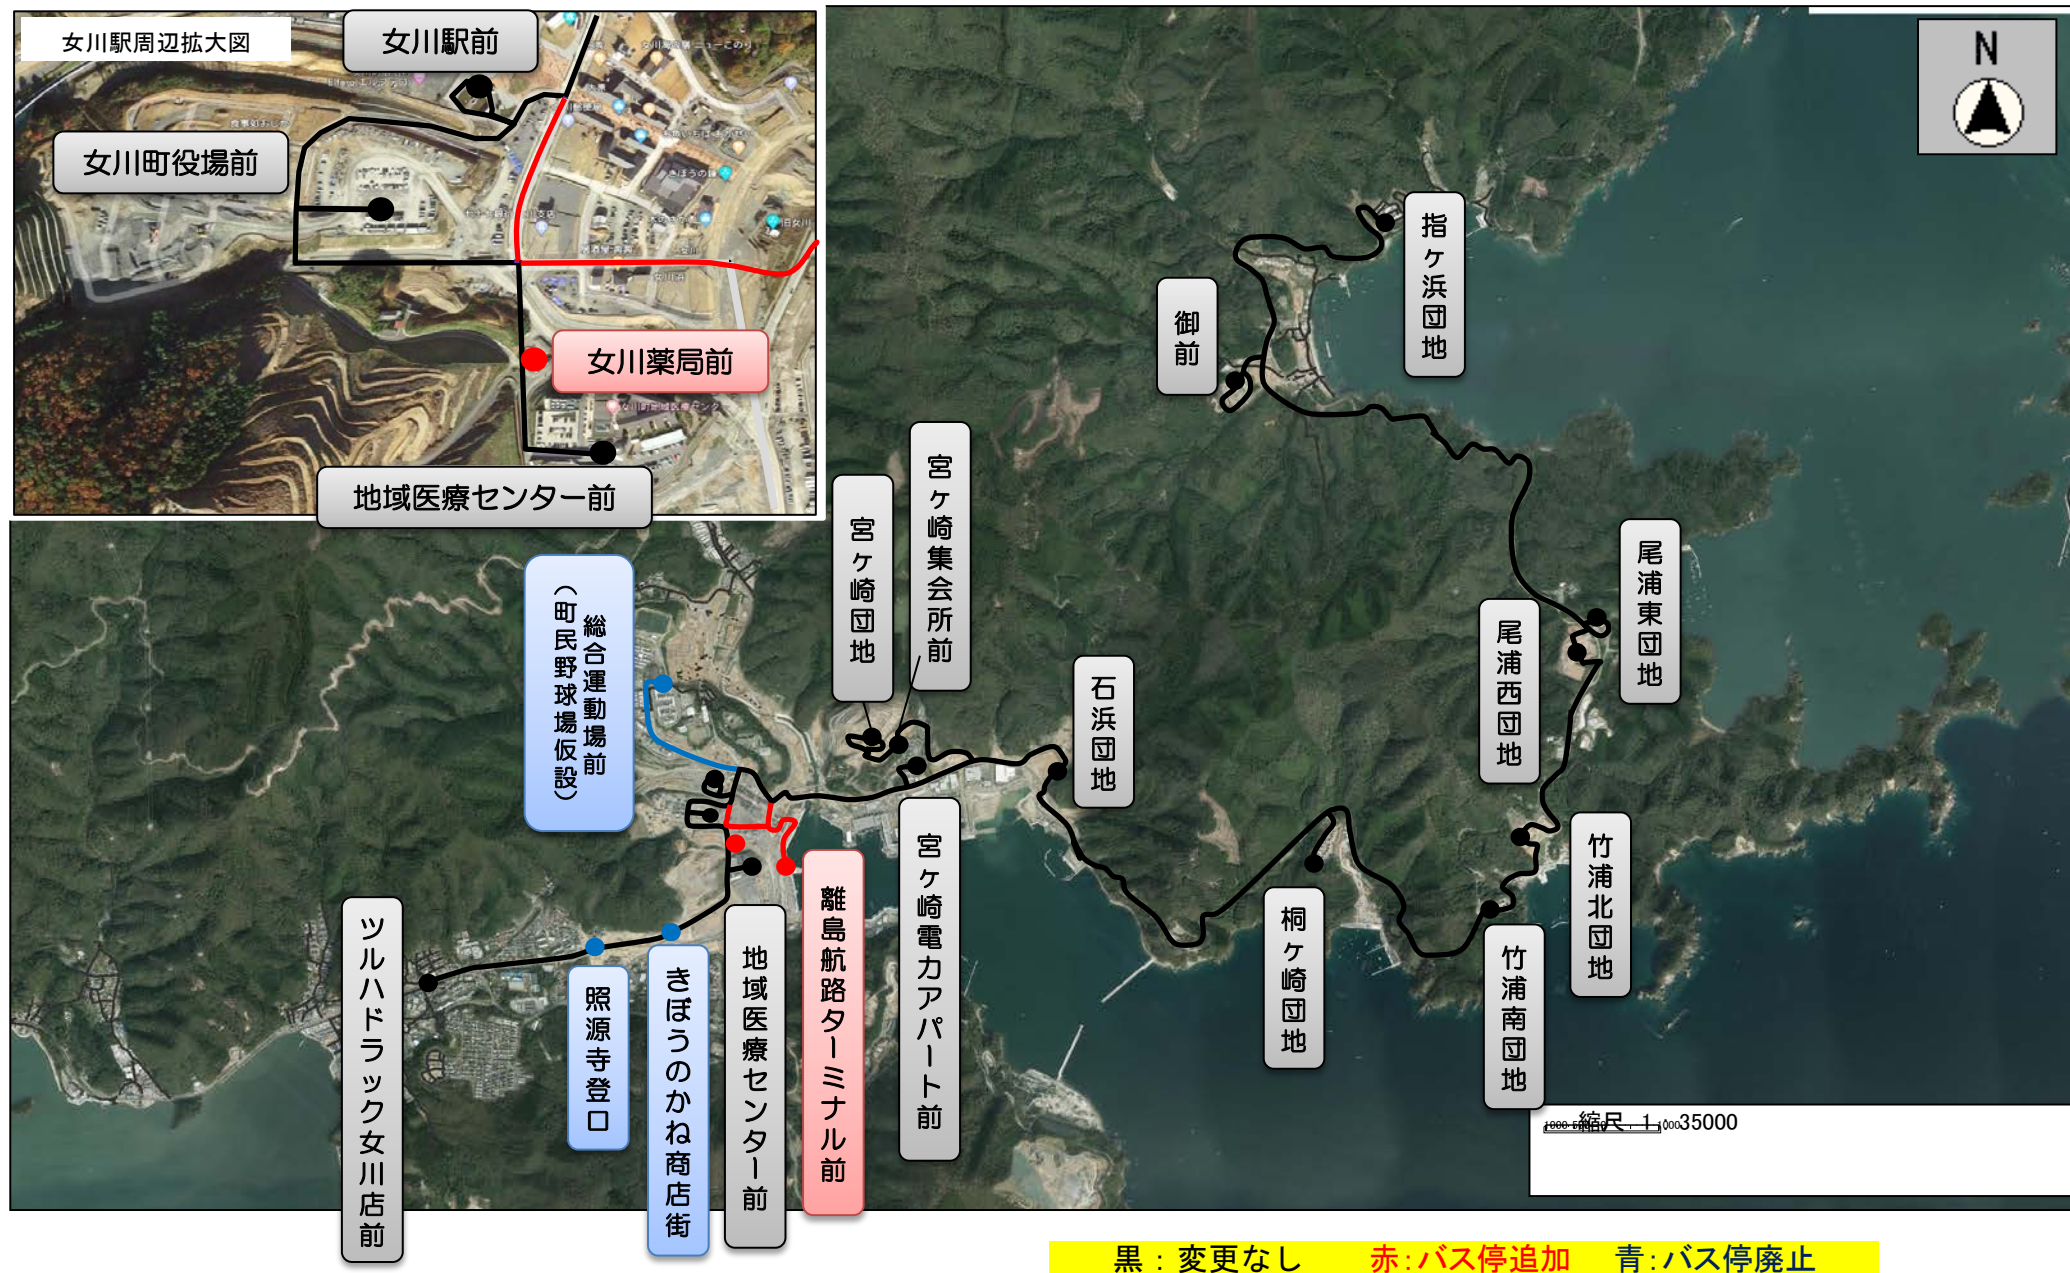 女川駅周辺拡大図
女川駅前
女川町役場前
女川薬局前
地域医療センター前
N
指ヶ浜団地
御前
尾浦東団地
尾浦西団地
宮ヶ崎団地
宮ヶ崎集会所前
石浜団地
総合運動場前
(町民野球場仮設)
竹浦北団地
竹浦南団地
桐ヶ崎団地
宮ヶ崎電力アパート前
離島航路ターミナル前
地域医療センター前
きぼうのかね商店街
照源寺登口
ツルハドラック女川店前
縮尺 1
35000
黒:変更なし 赤:バス停追加 青:バス停廃止